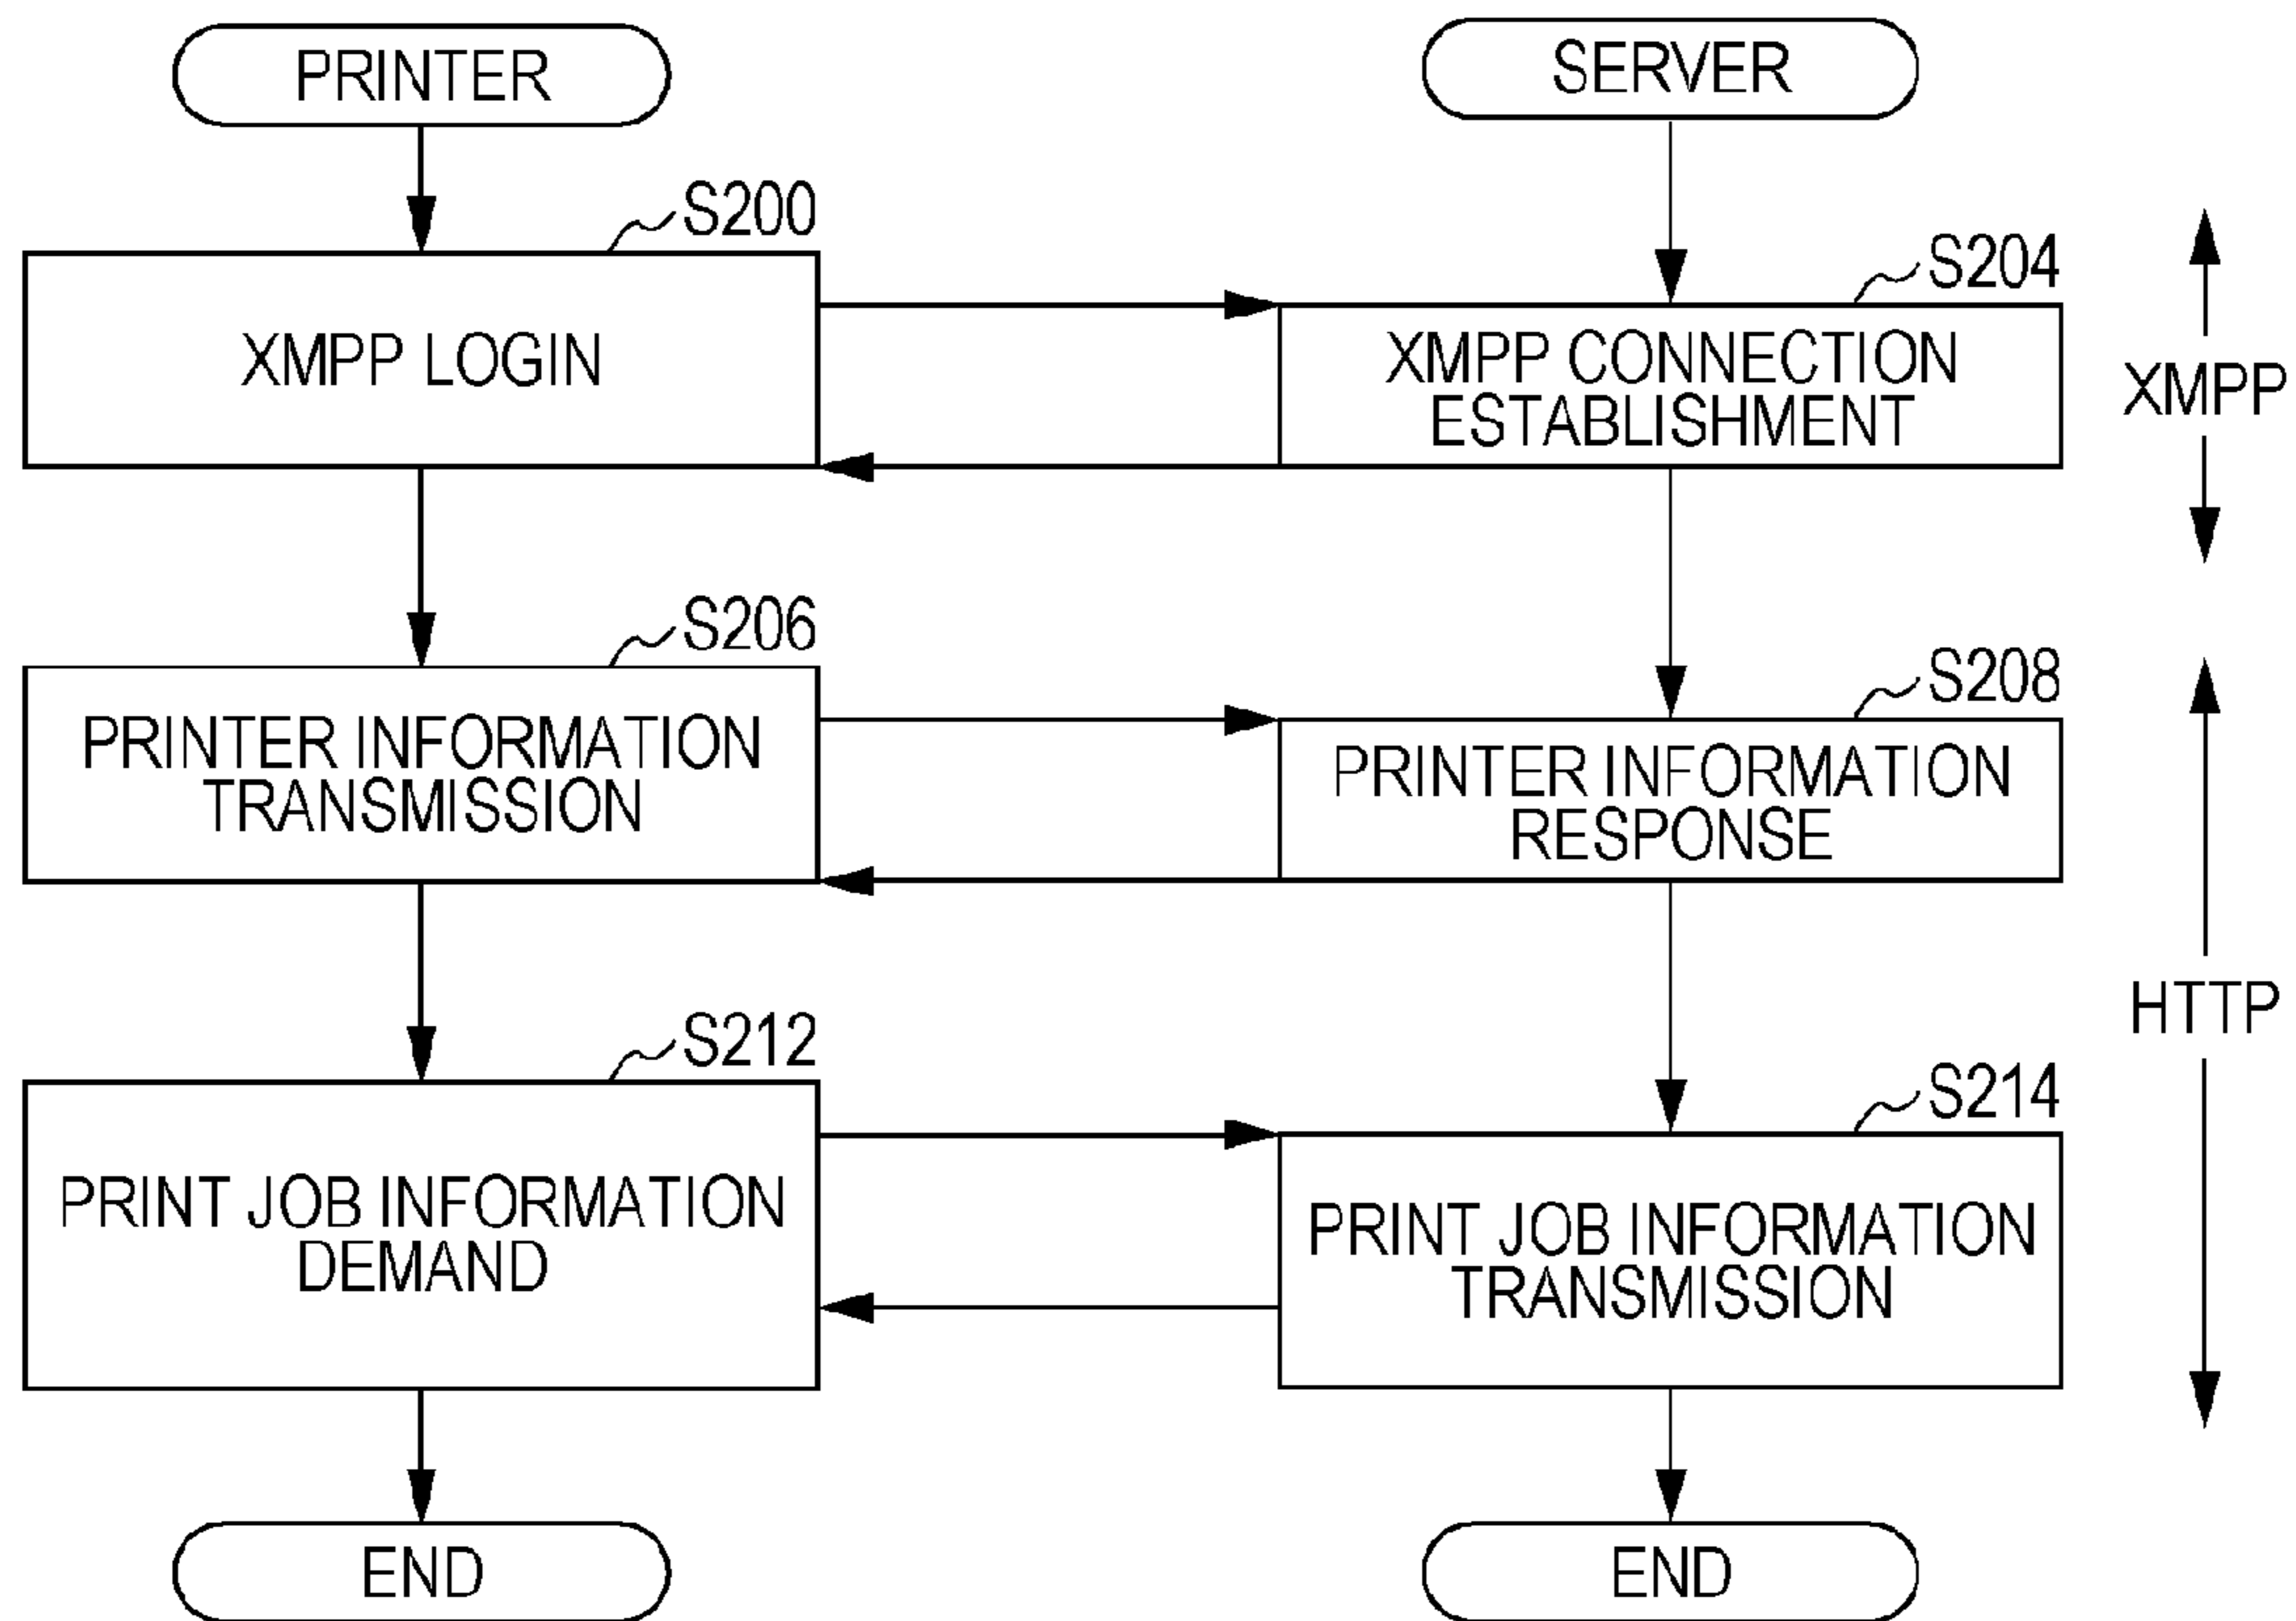 PRINTER
SERVER
S200
S204
XMPP LOGIN
XMPP CONNECTION
ESTABLISHMENT
XMPP
S206
S208
PRINTER INFORMATION
TRANSMISSION
PRINTER INFORMATION
RESPONSE
HTTP
S212
S214
PRINT JOB INFORMATION
DEMAND
PRINT JOB INFORMATION
TRANSMISSION
END
END